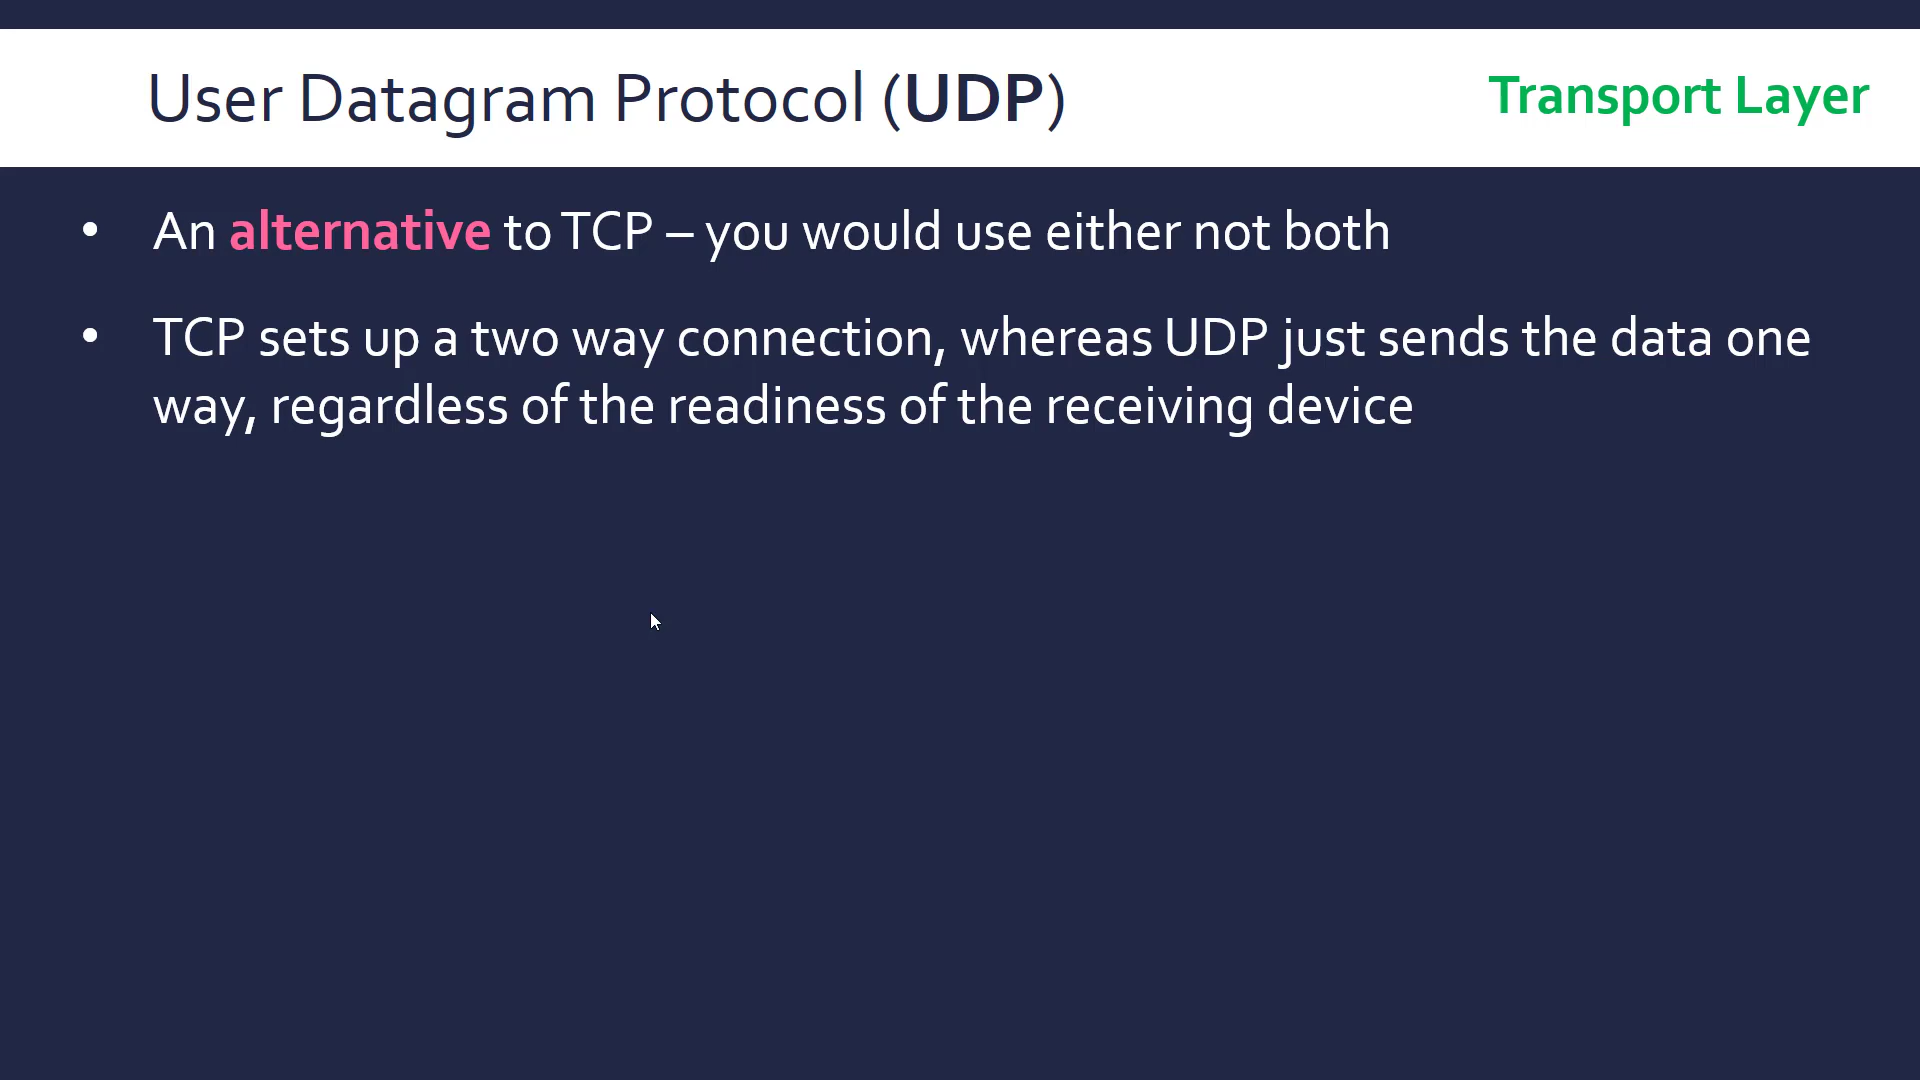 User Datagram Protocol (UDP)
Transport Layer
• An alternative to TCP – you would use either not both
• TCP sets up a two way connection, whereas UDP just sends the data one
way, regardless of the readiness of the receiving device